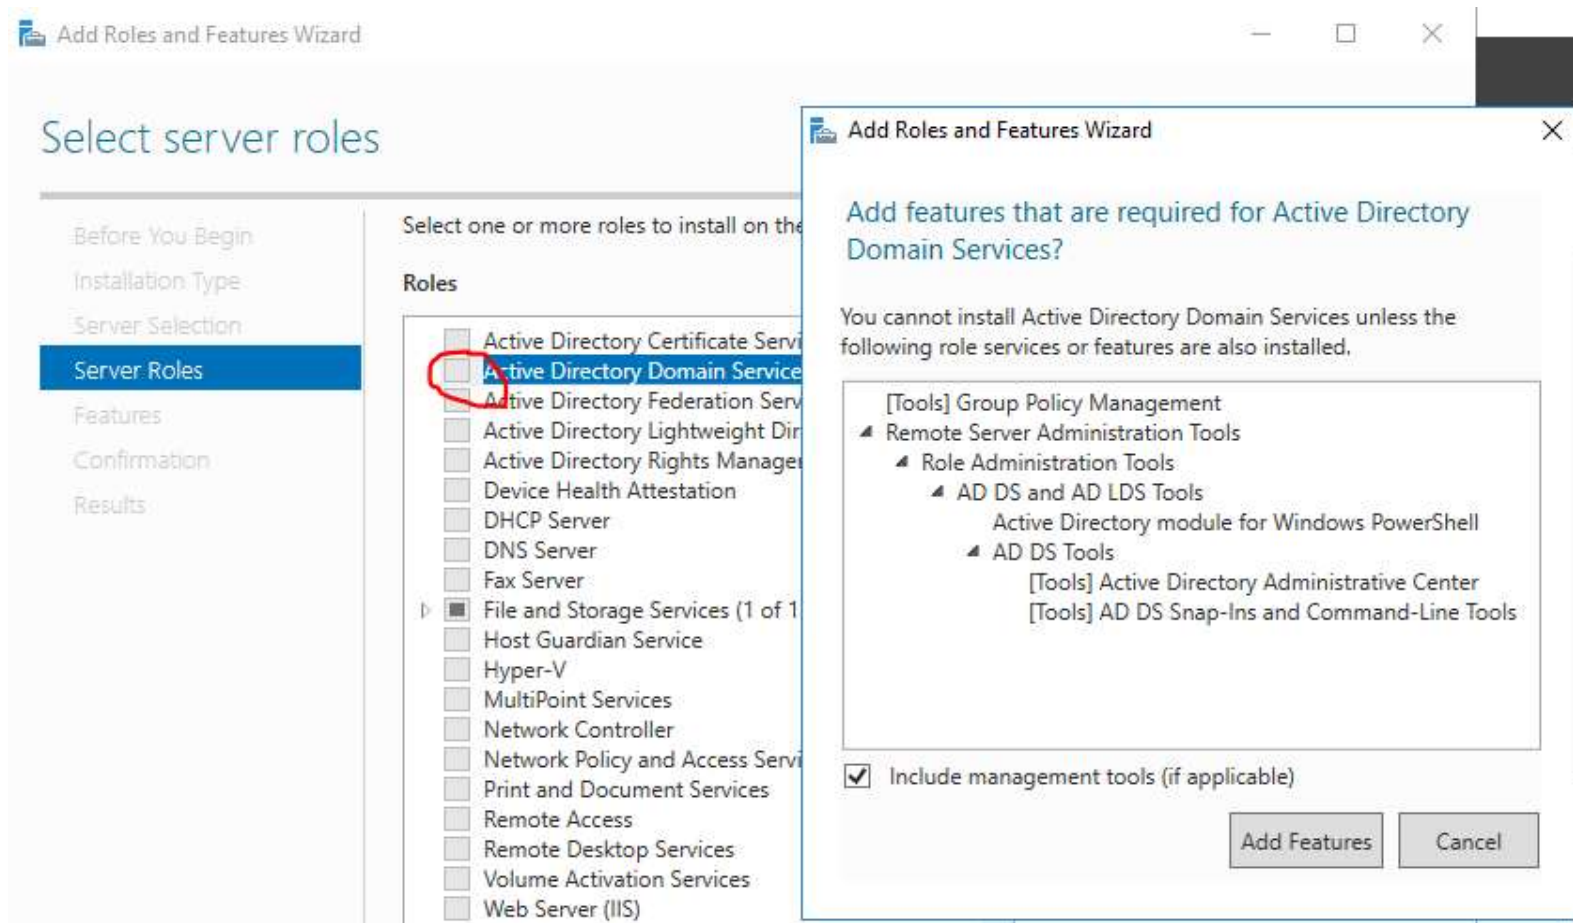 Add Roles and Features Wizard
Select server roles
Before You Begin
Installation Type
Server Selection
Server Roles
Features
Confirmation
Results
Select one or more roles to install on the
Roles
Active Directory Certificate Servi
Active Directory Domain Service
Active Directory Federation Serv
Active Directory Lightweight Dir
Active Directory Rights Manage
Device Health Attestation
DHCP Server
DNS Server
Fax Server
File and Storage Services (1 of 1
Host Guardian Service
Hyper-V
MultiPoint Services
Network Controller
Network Policy and Access Servi
Print and Document Services
Remote Access
Remote Desktop Services
Volume Activation Services
Web Server (IIS)
Add Roles and Features Wizard
Add features that are required for Active Directory
Domain Services?
You cannot install Active Directory Domain Services unless the
following role services or features are also installed.
[Tools] Group Policy Management
Remote Server Administration Tools
Role Administration Tools
AD DS and AD LDS Tools
Active Directory module for Windows PowerShell
AD DS Tools
[Tools] Active Directory Administrative Center
[Tools] AD DS Snap-Ins and Command-Line Tools
Include management tools (if applicable)
Add Features
Cancel